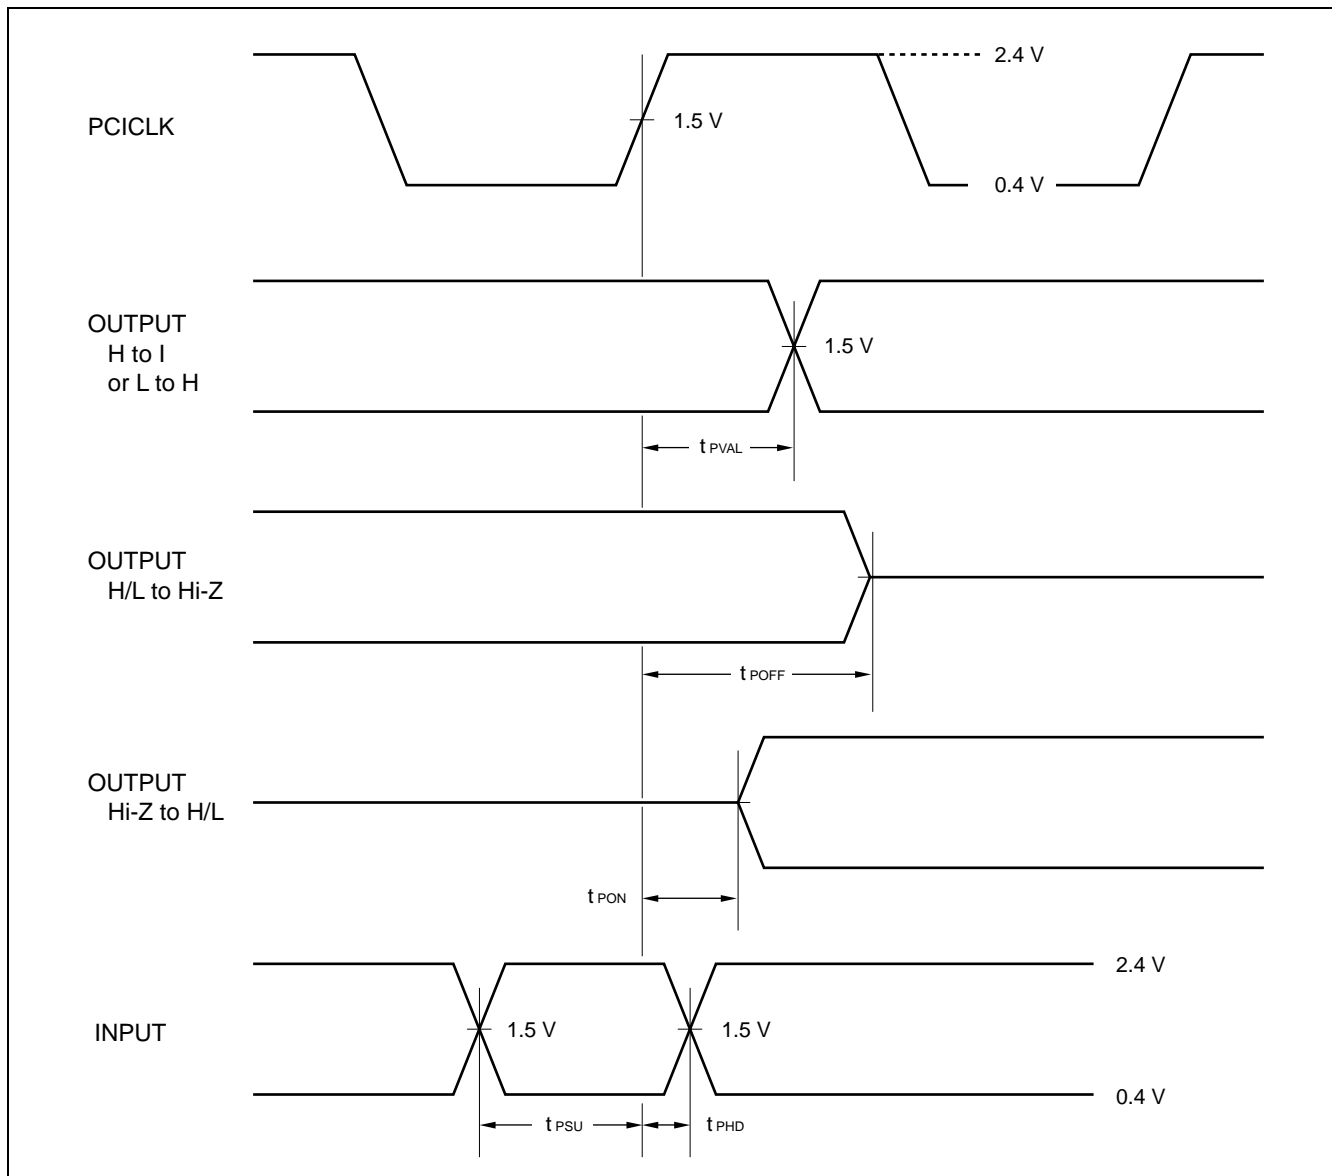 2.4 V
PCICLK
1.5 V
0.4 V
OUTPUT
H to I
or L to H
1.5 V
t PVAL
OUTPUT
H/L to Hi-Z
t POFF
OUTPUT
Hi-Z to H/L
t PON
2.4 V
INPUT
1.5 V
1.5 V
0.4 V
t PSU
t PHD